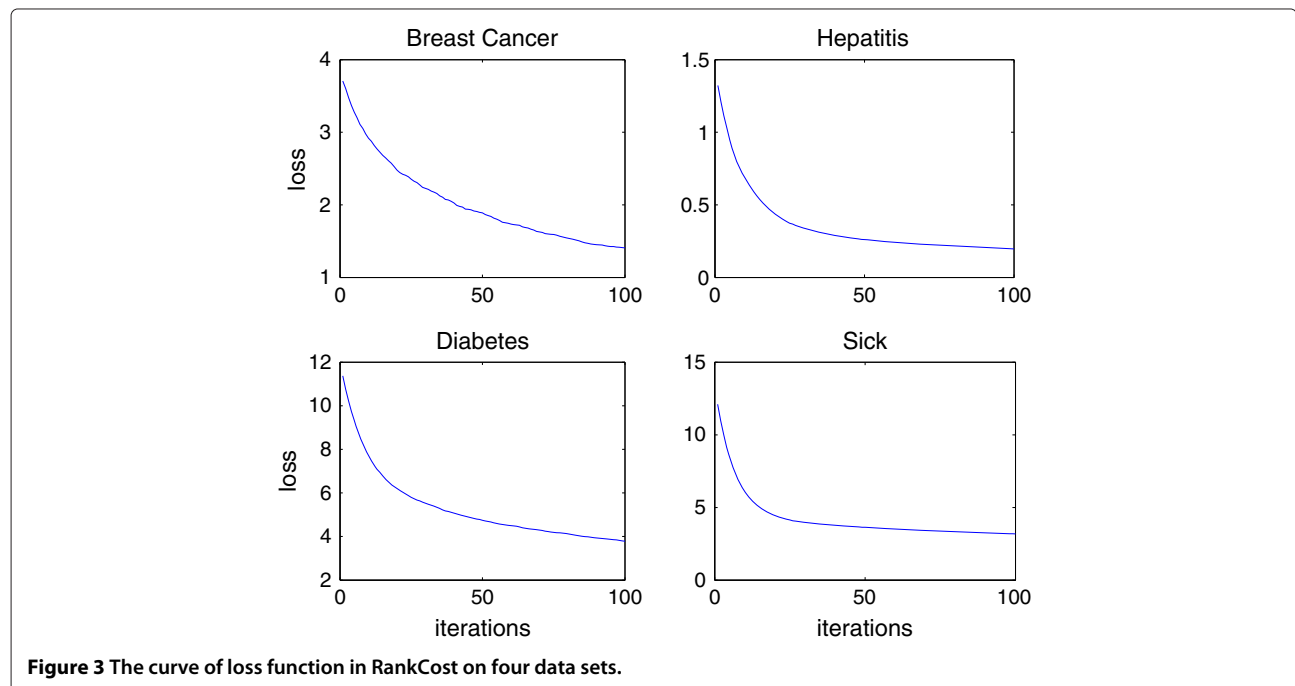 Breast Cancer
4
3
2
1
loss
0 50 100
Hepatitis
1.5
1
0.5
0
0 50 100
Diabetes
12
10
8
6
4
2
loss
0 50 100
iterations
Sick
15
10
5
0
0 50 100
iterations
Figure 3 The curve of loss function in RankCost on four data sets.